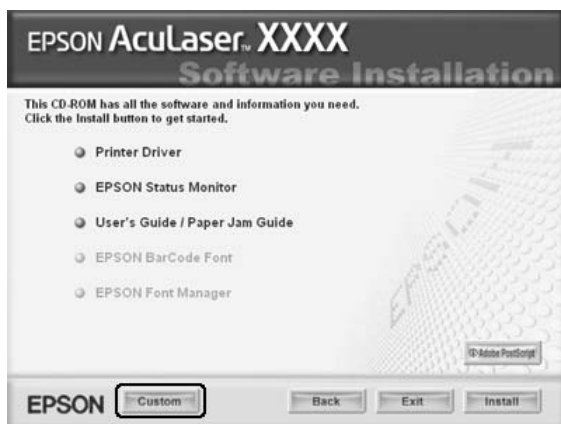 EPSON AcuLaser™ XXXX
Software Installation
This CD-ROM has all the software and information you need.
Click the Install button to get started.
Printer Driver
EPSON Status Monitor
User's Guide / Paper Jam Guide
EPSON BarCode Font
EPSON Font Manager
EPSON
Adobe PostScript
EPSON Custom Back Exit Install